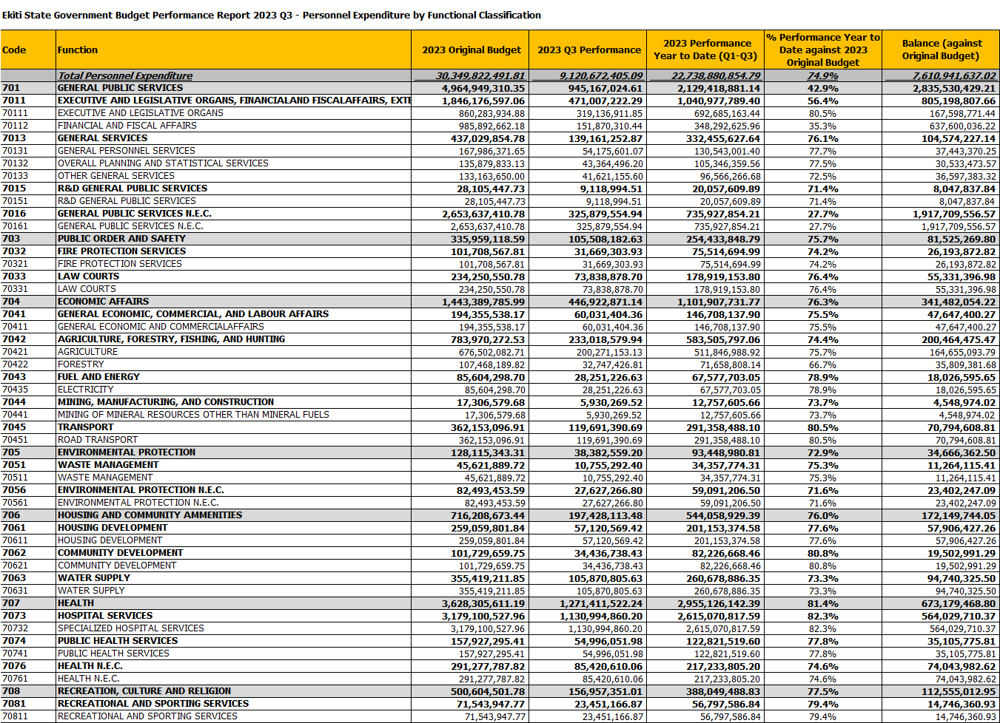 Ekiti State Government Budget Performance Report 2023 Q3 - Personnel Expenditure by Functional Classification
Code Function 2023 Original Budget 2023 Q3 Performance 2023 Performance Year to Date (Q1-Q3) % Performance Year to Date against 2023 Original Budget Balance (against Original Budget)
Total Personnel Expenditure 30,349,822,491.81 9,120,672,405.09 22,738,880,854.79 74.9% 7,610,941,637.02
701 GENERAL PUBLIC SERVICES 4,964,949,310.35 945,167,024.61 2,129,418,881.14 42.9% 2,835,530,429.21
7011 EXECUTIVE AND LEGISLATIVE ORGANS, FINANCIALAND FISCALAFFAIRS, EXTE 1,846,176,597.06 471,007,222.29 1,040,977,789.40 56.4% 805,198,807.66
70111 EXECUTIVE AND LEGISLATIVE ORGANS 860,283,934.88 319,136,911.85 692,685,163.44 80.5% 167,598,771.44
70112 FINANCIAL AND FISCAL AFFAIRS 985,892,662.18 151,870,310.44 348,292,625.96 35.3% 637,600,036.22
7013 GENERAL SERVICES 437,029,854.78 139,161,252.87 332,455,627.64 76.1% 104,574,227.14
70131 GENERAL PERSONNEL SERVICES 167,986,371.65 54,175,601.07 130,543,001.40 77.7% 37,443,370.25
70132 OVERALL PLANNING AND STATISTICAL SERVICES 135,879,833.13 43,364,496.20 105,346,359.56 77.5% 30,533,473.57
70133 OTHER GENERAL SERVICES 133,163,650.00 41,621,155.60 96,566,266.68 72.5% 36,597,383.32
7015 R&D GENERAL PUBLIC SERVICES 28,105,447.73 9,118,994.51 20,057,609.89 71.4% 8,047,837.84
70151 R&D GENERAL PUBLIC SERVICES 28,105,447.73 9,118,994.51 20,057,609.89 71.4% 8,047,837.84
7016 GENERAL PUBLIC SERVICES N.E.C. 2,653,637,410.78 325,879,554.94 735,927,854.21 27.7% 1,917,709,556.57
70161 GENERAL PUBLIC SERVICES N.E.C. 2,653,637,410.78 325,879,554.94 735,927,854.21 27.7% 1,917,709,556.57
703 PUBLIC ORDER AND SAFETY 335,959,118.59 105,508,182.63 254,433,848.79 75.7% 81,525,269.80
7032 FIRE PROTECTION SERVICES 101,708,567.81 31,669,303.93 75,514,694.99 74.2% 26,193,872.82
70321 FIRE PROTECTION SERVICES 101,708,567.81 31,669,303.93 75,514,694.99 74.2% 26,193,872.82
7033 LAW COURTS 234,250,550.78 73,838,878.70 178,919,153.80 76.4% 55,331,396.98
70331 LAW COURTS 234,250,550.78 73,838,878.70 178,919,153.80 76.4% 55,331,396.98
704 ECONOMIC AFFAIRS 1,443,389,785.99 446,922,871.14 1,101,907,731.77 76.3% 341,482,054.22
7041 GENERAL ECONOMIC, COMMERCIAL, AND LABOUR AFFAIRS 194,355,538.17 60,031,404.36 146,708,137.90 75.5% 47,647,400.27
70411 GENERAL ECONOMIC AND COMMERCIALAFFAIRS 194,355,538.17 60,031,404.36 146,708,137.90 75.5% 47,647,400.27
7042 AGRICULTURE, FORESTRY, FISHING, AND HUNTING 783,970,272.53 233,018,579.94 583,505,797.06 74.4% 200,464,475.47
70421 AGRICULTURE 676,502,082.71 200,271,153.13 511,846,988.92 75.7% 164,655,093.79
70422 FORESTRY 107,468,189.82 32,747,426.81 71,658,808.14 66.7% 35,809,381.68
7043 FUEL AND ENERGY 85,604,298.70 28,251,226.63 67,577,703.05 78.9% 18,026,595.65
70435 ELECTRICITY 85,604,298.70 28,251,226.63 67,577,703.05 78.9% 18,026,595.65
7044 MINING, MANUFACTURING, AND CONSTRUCTION 17,306,579.68 5,930,269.52 12,757,605.66 73.7% 4,548,974.02
70441 MINING OF MINERAL RESOURCES OTHER THAN MINERAL FUELS 17,306,579.68 5,930,269.52 12,757,605.66 73.7% 4,548,974.02
7045 TRANSPORT 362,153,096.91 119,691,390.69 291,358,488.10 80.5% 70,794,608.81
70451 ROAD TRANSPORT 362,153,096.91 119,691,390.69 291,358,488.10 80.5% 70,794,608.81
705 ENVIRONMENTAL PROTECTION 128,115,343.31 38,382,559.20 93,448,980.81 72.9% 34,666,362.50
7051 WASTE MANAGEMENT 45,621,889.72 10,755,292.40 34,357,774.31 75.3% 11,264,115.41
70511 WASTE MANAGEMENT 45,621,889.72 10,755,292.40 34,357,774.31 75.3% 11,264,115.41
7056 ENVIRONMENTAL PROTECTION N.E.C. 82,493,453.59 27,627,266.80 59,091,206.50 71.6% 23,402,247.09
70561 ENVIRONMENTAL PROTECTION N.E.C. 82,493,453.59 27,627,266.80 59,091,206.50 71.6% 23,402,247.09
706 HOUSING AND COMMUNITY AMMENITIES 716,208,673.44 197,428,113.48 544,058,929.39 76.0% 172,149,744.05
7061 HOUSING DEVELOPMENT 259,059,801.84 57,120,569.42 201,153,374.58 77.6% 57,906,427.26
70611 HOUSING DEVELOPMENT 259,059,801.84 57,120,569.42 201,153,374.58 77.6% 57,906,427.26
7062 COMMUNITY DEVELOPMENT 101,729,659.75 34,436,738.43 82,226,668.46 80.8% 19,502,991.29
70621 COMMUNITY DEVELOPMENT 101,729,659.75 34,436,738.43 82,226,668.46 80.8% 19,502,991.29
7063 WATER SUPPLY 355,419,211.85 105,870,805.63 260,678,886.35 73.3% 94,740,325.50
70631 WATER SUPPLY 355,419,211.85 105,870,805.63 260,678,886.35 73.3% 94,740,325.50
707 HEALTH 3,628,305,611.19 1,271,411,522.24 2,955,126,142.39 81.4% 673,179,468.80
7073 HOSPITAL SERVICES 3,179,100,527.96 1,130,994,860.20 2,615,070,817.59 82.3% 564,029,710.37
70732 SPECIALIZED HOSPITAL SERVICES 3,179,100,527.96 1,130,994,860.20 2,615,070,817.59 82.3% 564,029,710.37
7074 PUBLIC HEALTH SERVICES 157,927,295.41 54,996,051.98 122,821,519.60 77.8% 35,105,775.81
70741 PUBLIC HEALTH SERVICES 157,927,295.41 54,996,051.98 122,821,519.60 77.8% 35,105,775.81
7076 HEALTH N.E.C. 291,277,787.82 85,420,610.06 217,233,805.20 74.6% 74,043,982.62
70761 HEALTH N.E.C. 291,277,787.82 85,420,610.06 217,233,805.20 74.6% 74,043,982.62
708 RECREATION, CULTURE AND RELIGION 500,604,501.78 156,957,351.01 388,049,488.83 77.5% 112,555,012.95
7081 RECREATIONAL AND SPORTING SERVICES 71,543,947.77 23,451,166.87 56,797,586.84 79.4% 14,746,360.93
70811 RECREATIONAL AND SPORTING SERVICES 71,543,947.77 23,451,166.87 56,797,586.84 79.4% 14,746,360.93